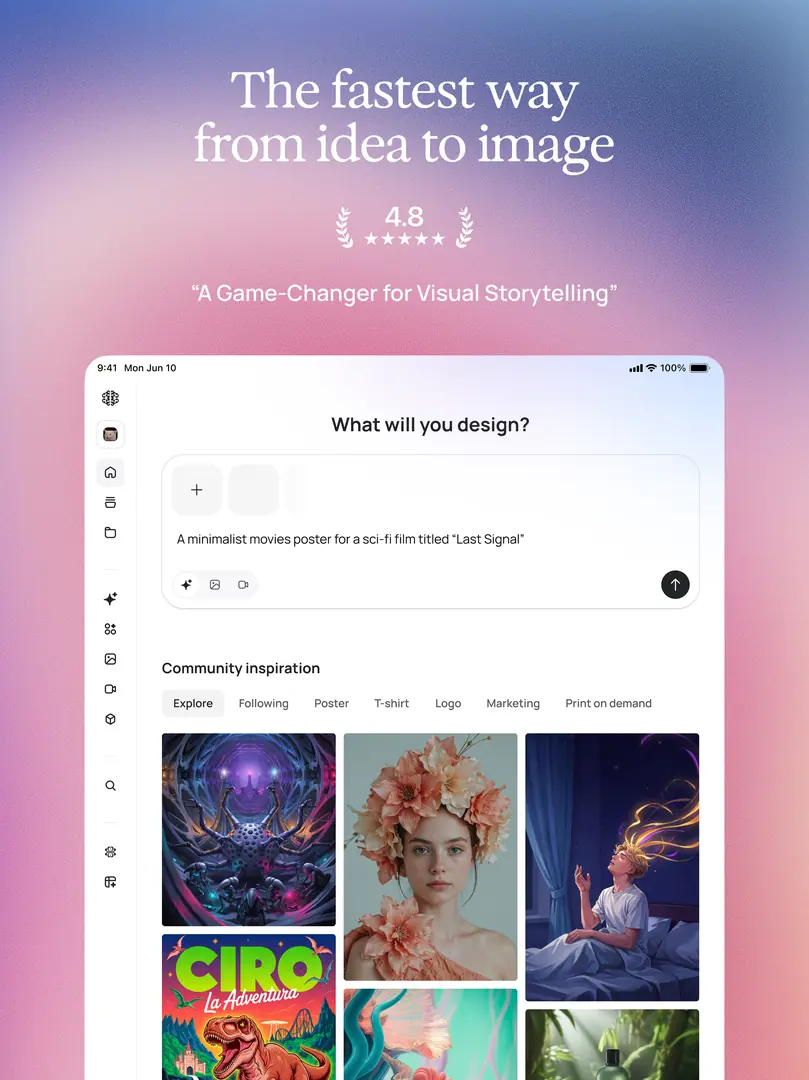 The fastest way
from idea to image
4.8
“A Game-Changer for Visual Storytelling”
9:41 Mon Jun 10
100%
What will you design?
A minimalist movies poster for a sci-fi film titled “Last Signal”
Community inspiration
Explore Following Poster T-shirt Logo Marketing Print on demand
CIRO
La Adventura